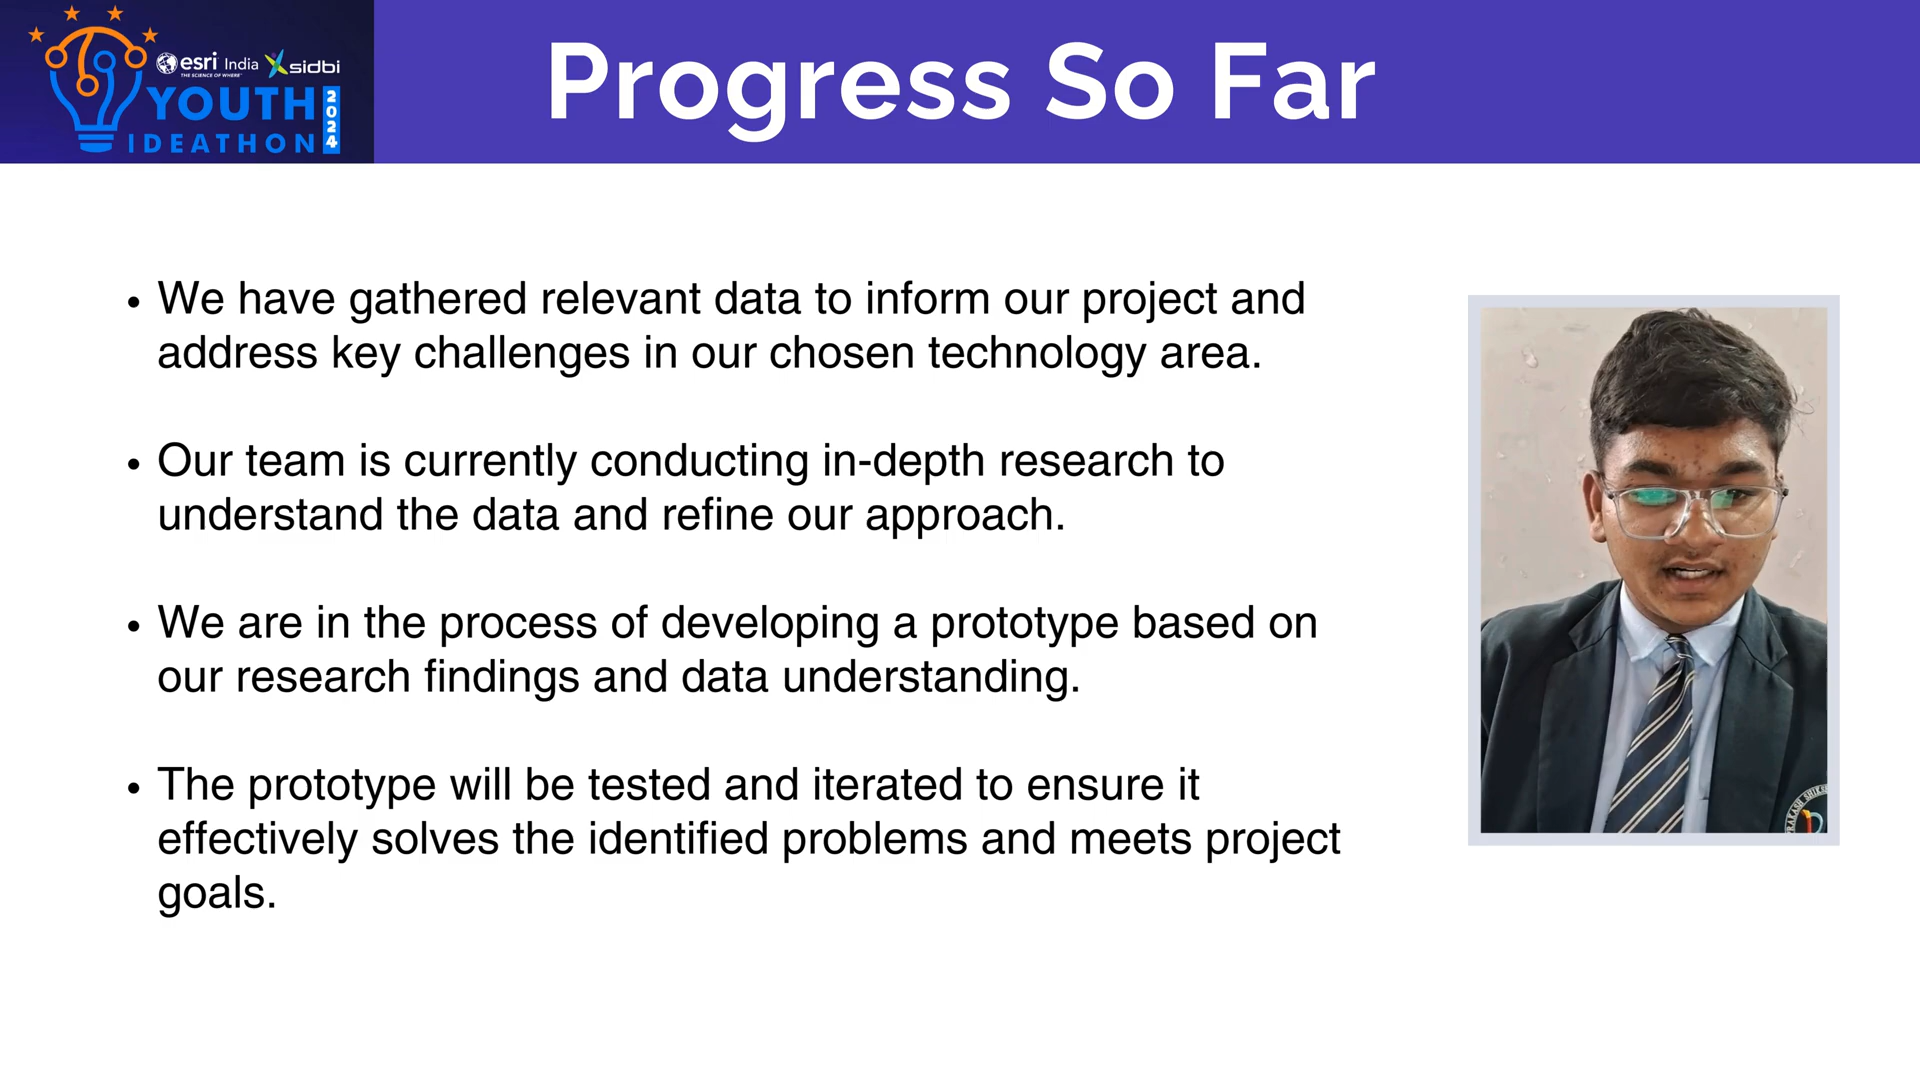 esri India sidbi
THE SCIENCE OF WHERE
YOUTH
IDEATHON
2024
Progress So Far
• We have gathered relevant data to inform our project and
address key challenges in our chosen technology area.
• Our team is currently conducting in-depth research to
understand the data and refine our approach.
• We are in the process of developing a prototype based on
our research findings and data understanding.
• The prototype will be tested and iterated to ensure it
effectively solves the identified problems and meets project
goals.